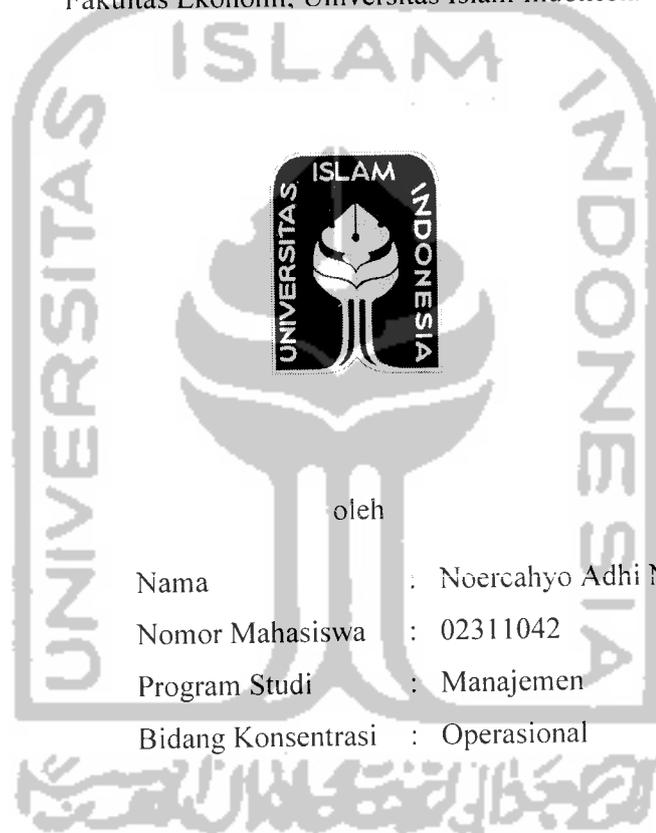 Fakultas Ekonomi, Universitas Islam
ISLAM
UNIVERSITAS
INDONESIA
ISLAM
UNIVERSITAS
INDONESIA
oleh
Nama : Noercahyo Adhi
Nomor Mahasiswa : 02311042
Program Studi : Manajemen
Bidang Konsentrasi : Operasional